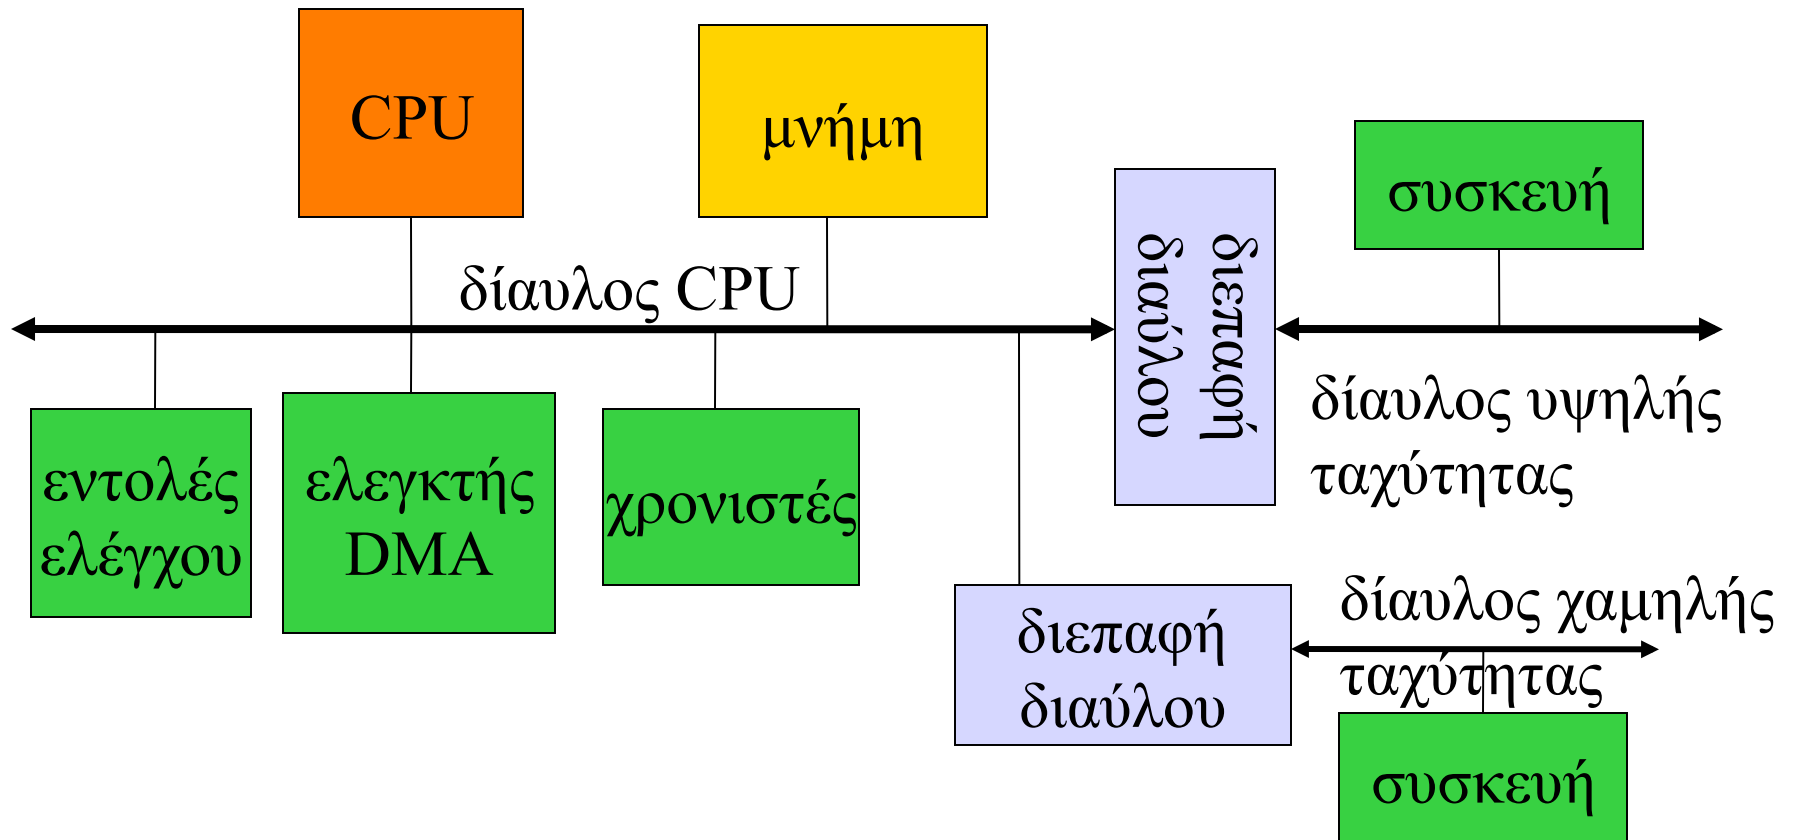 CPU
μνήμη
συσκευή
διεπαφή
διαύλου
δίαυλος CPU
δίαυλος υψηλής
ταχύτητας
εντολές
ελέγχου
ελεγκτής
DMA
χρονιστές
διεπαφή
διαύλου
δίαυλος χαμηλής
ταχύτητας
συσκευή